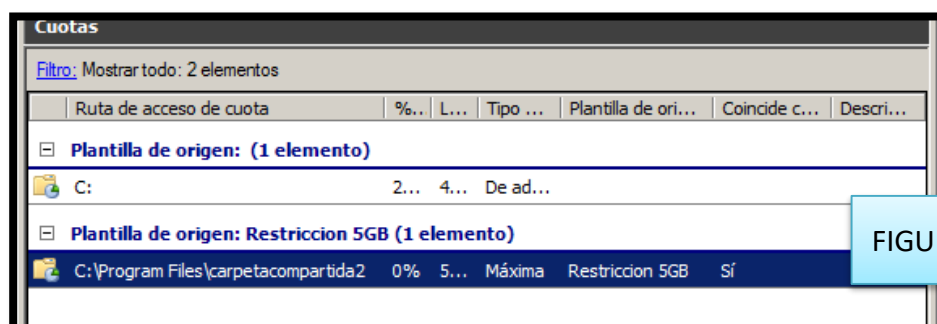 Cuotas
Filtro: Mostrar todo: 2 elementos
Ruta de acceso de cuota %.. L... Tipo ... Plantilla de ori... Coincide c... Descri...
Plantilla de origen: (1 elemento)
C: 2... 4... De ad...
Plantilla de origen: Restriccion 5GB (1 elemento)
C:\Program Files\carpetacompartida2 0% 5... Máxima Restriccion 5GB Sí
FIGU